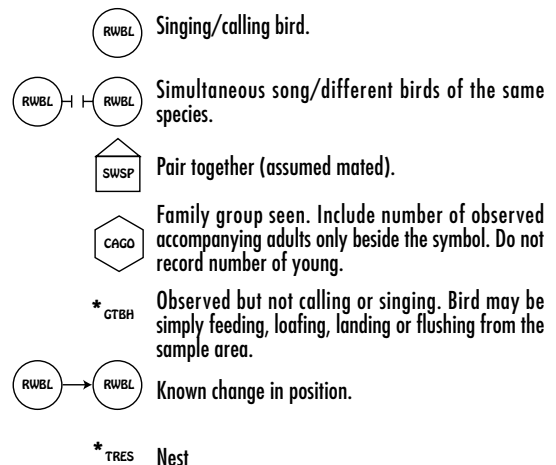 RWBL Singing/calling bird.
RWBL RWBL Simultaneous song/different birds of the same
species.
SWSP Pair together (assumed mated).
Family group seen. Include number of observed
CAGO accompanying adults only beside the symbol. Do not
record number of young.
*GTBH Observed but not calling or singing. Bird may be
simply feeding, loafing, landing or flushing from the
sample area.
RWBL RWBL Known change in position.
*TRES Nest